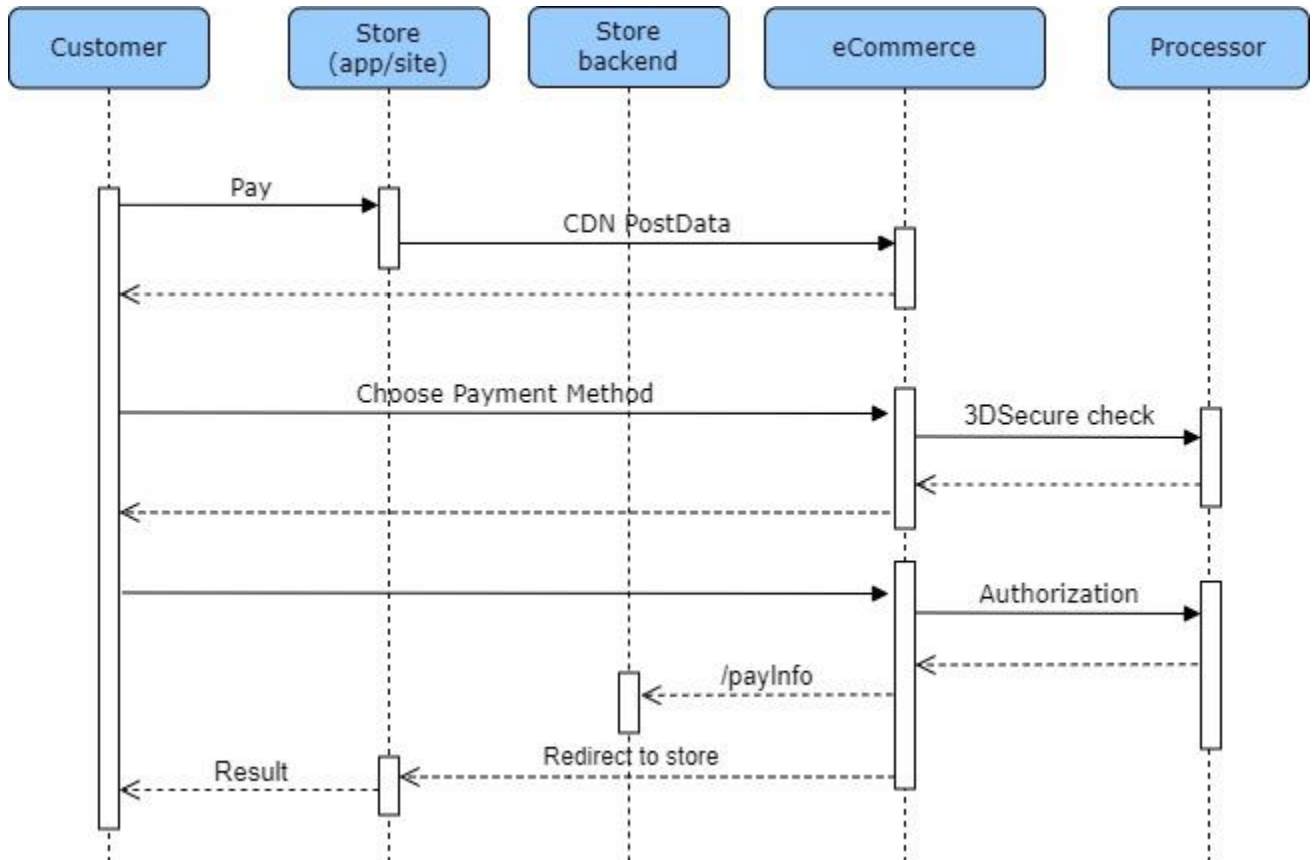 Customer
Store
(app/site)
Store
backend
eCommerce
Processor
Pay
CDN PostData
Choose Payment Method
3DSecure check
Authorization
/payInfo
Redirect to store
Result